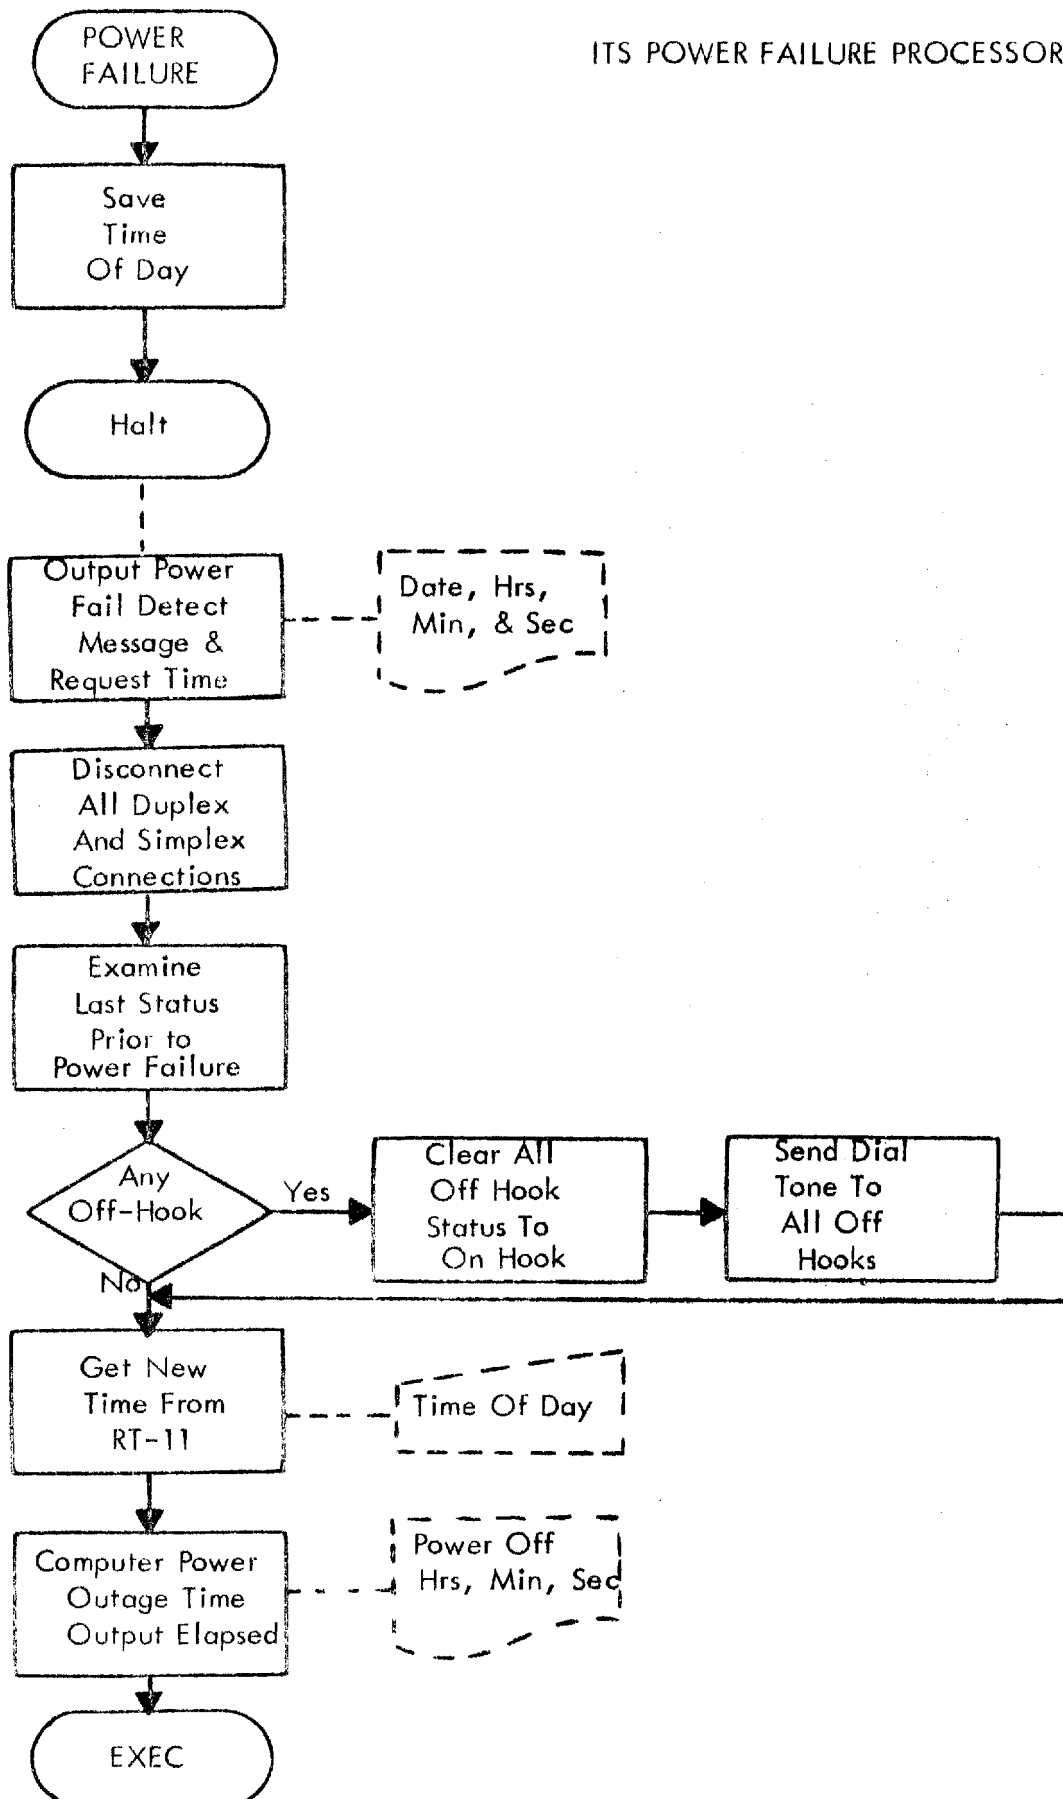 POWER
FAILURE
ITS POWER FAILURE PROCESSOR
Save
Time
Of Day
Halt
Output Power
Fail Detect
Message &
Request Time
Date, Hrs,
Min, & Sec
Disconnect
All Duplex
And Simplex
Connections
Examine
Last Status
Prior to
Power Failure
Any
Off-Hook
Yes
Clear All
Off Hook
Status To
On Hook
Send Dial
Tone To
All Off
Hooks
No
Get New
Time From
RT-11
Time Of Day
Computer Power
Outage Time
Output Elapsed
Power Off
Hrs, Min, Sec
EXEC